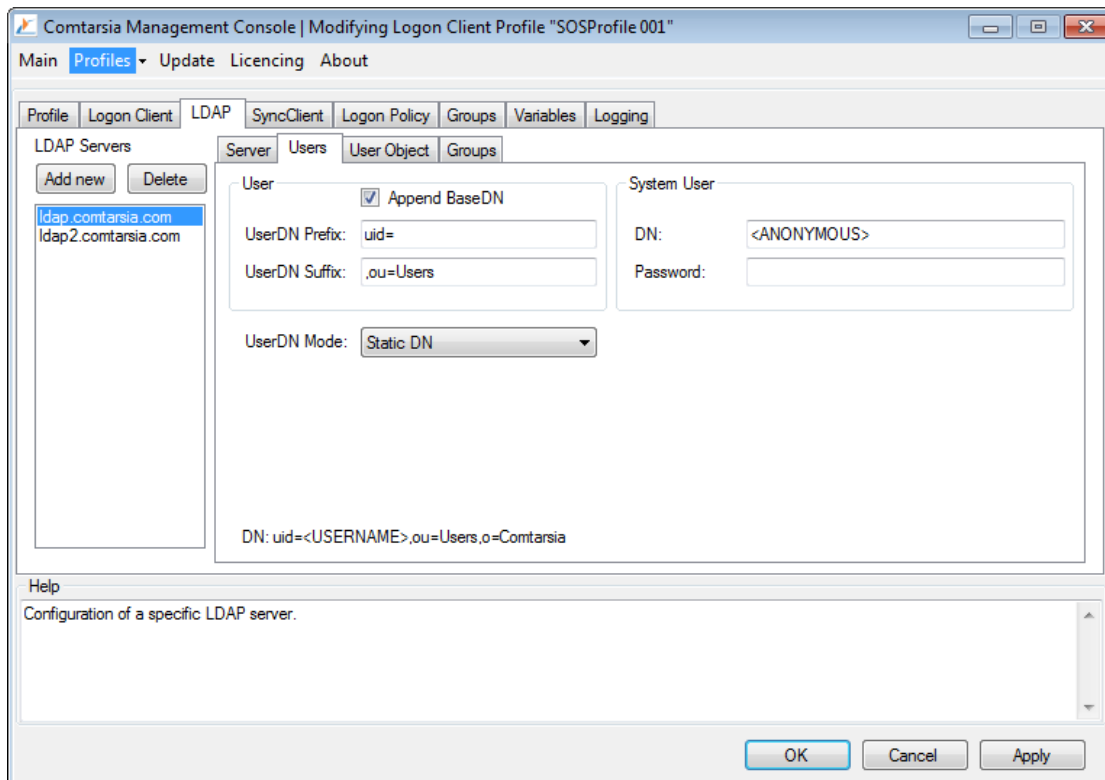 Comtarsia Management Console | Modifying Logon Client Profile "SOSProfile 001"
Main Profiles Update Licencing About
Profile Logon Client LDAP SyncClient Logon Policy Groups Variables Logging
LDAP Servers
Add new Delete
ldap.comtarsia.com
ldap2.comtarsia.com
Server Users User Object Groups
User
Append BaseDN
UserDN Prefix: uid=
UserDN Suffix: ,ou=Users
System User
DN: <ANONYMOUS>
Password:
UserDN Mode: Static DN
DN: uid=<USERNAME>,ou=Users,o=Comtarsia
Help
Configuration of a specific LDAP server.
OK Cancel Apply